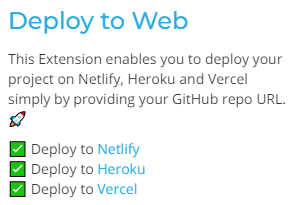 Deploy to Web
This Extension enables you to deploy your
project on Netlify, Heroku and Vercel
simply by providing your GitHub repo URL.
🚀
✅ Deploy to Netlify
✅ Deploy to Heroku
✅ Deploy to Vercel